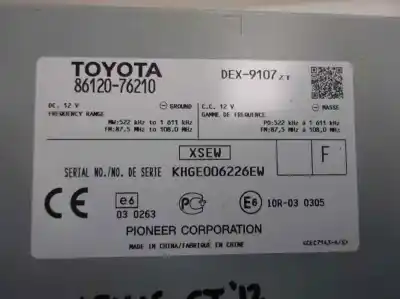 TOYOTA
86120-76210
DEX-9107 ZT
DC. 12 V
GROUND
C.C. 12 V
MASSE
FREQUENCY RANGE
GAMME DE FREQUENCE.
MW:522 kHz to 1 611 kHz
FM:87,5 MHz to 108,0 MHz
PO:522 kHz à 1 611 kHz
FM:87,5 MHz à 108,0 MHz
XSEW
F
SERIAL NO./NO. DE SÉRIE KHGE006226EW
CE
e6
03 0263
E6
10R-03 0305
PIONEER CORPORATION
MADE IN CHINA/FABRIQUE EN CHINE